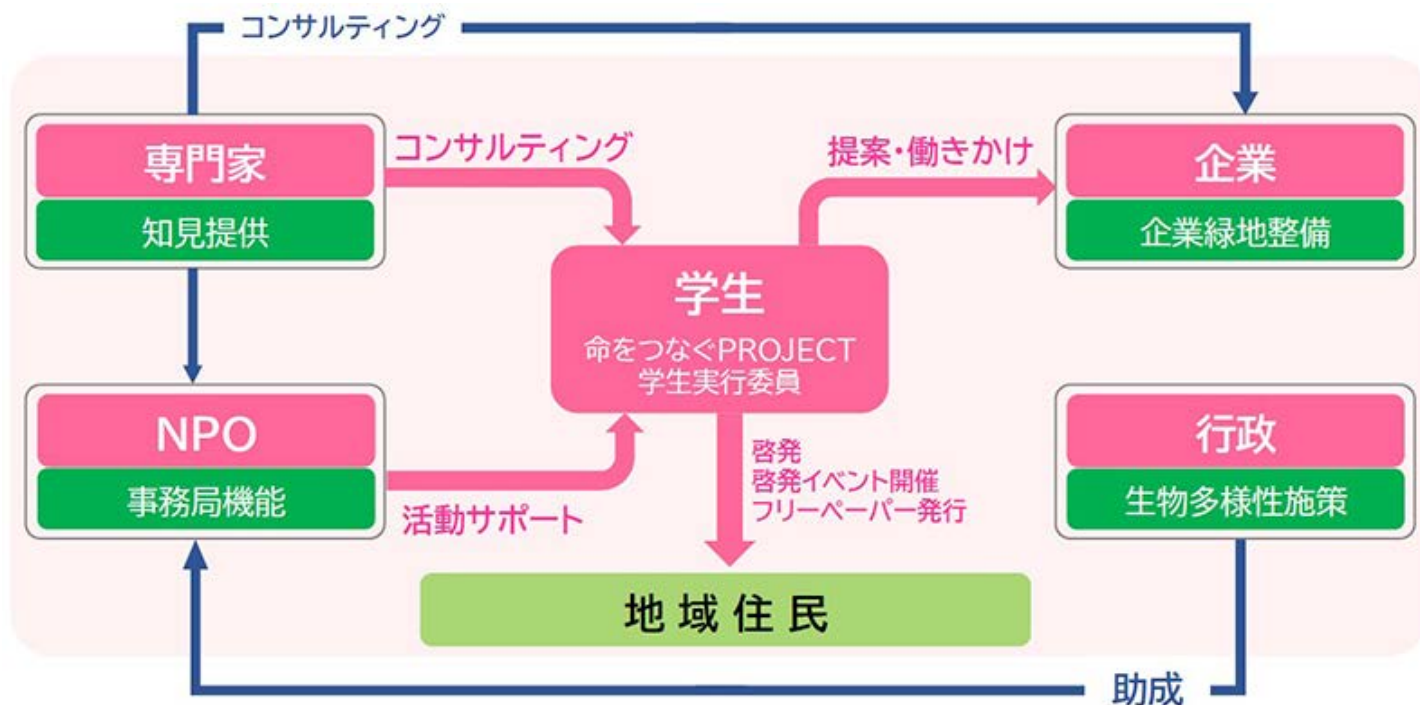 コンサルティング
専門家
知見提供
コンサルティング
提案・働きかけ
企業
企業緑地整備
学生
命をつなぐPROJECT
学生実行委員
NPO
事務局機能
活動サポート
啓発
啓発イベント開催
フリーペーパー発行
行政
生物多様性施策
地域住民
助成